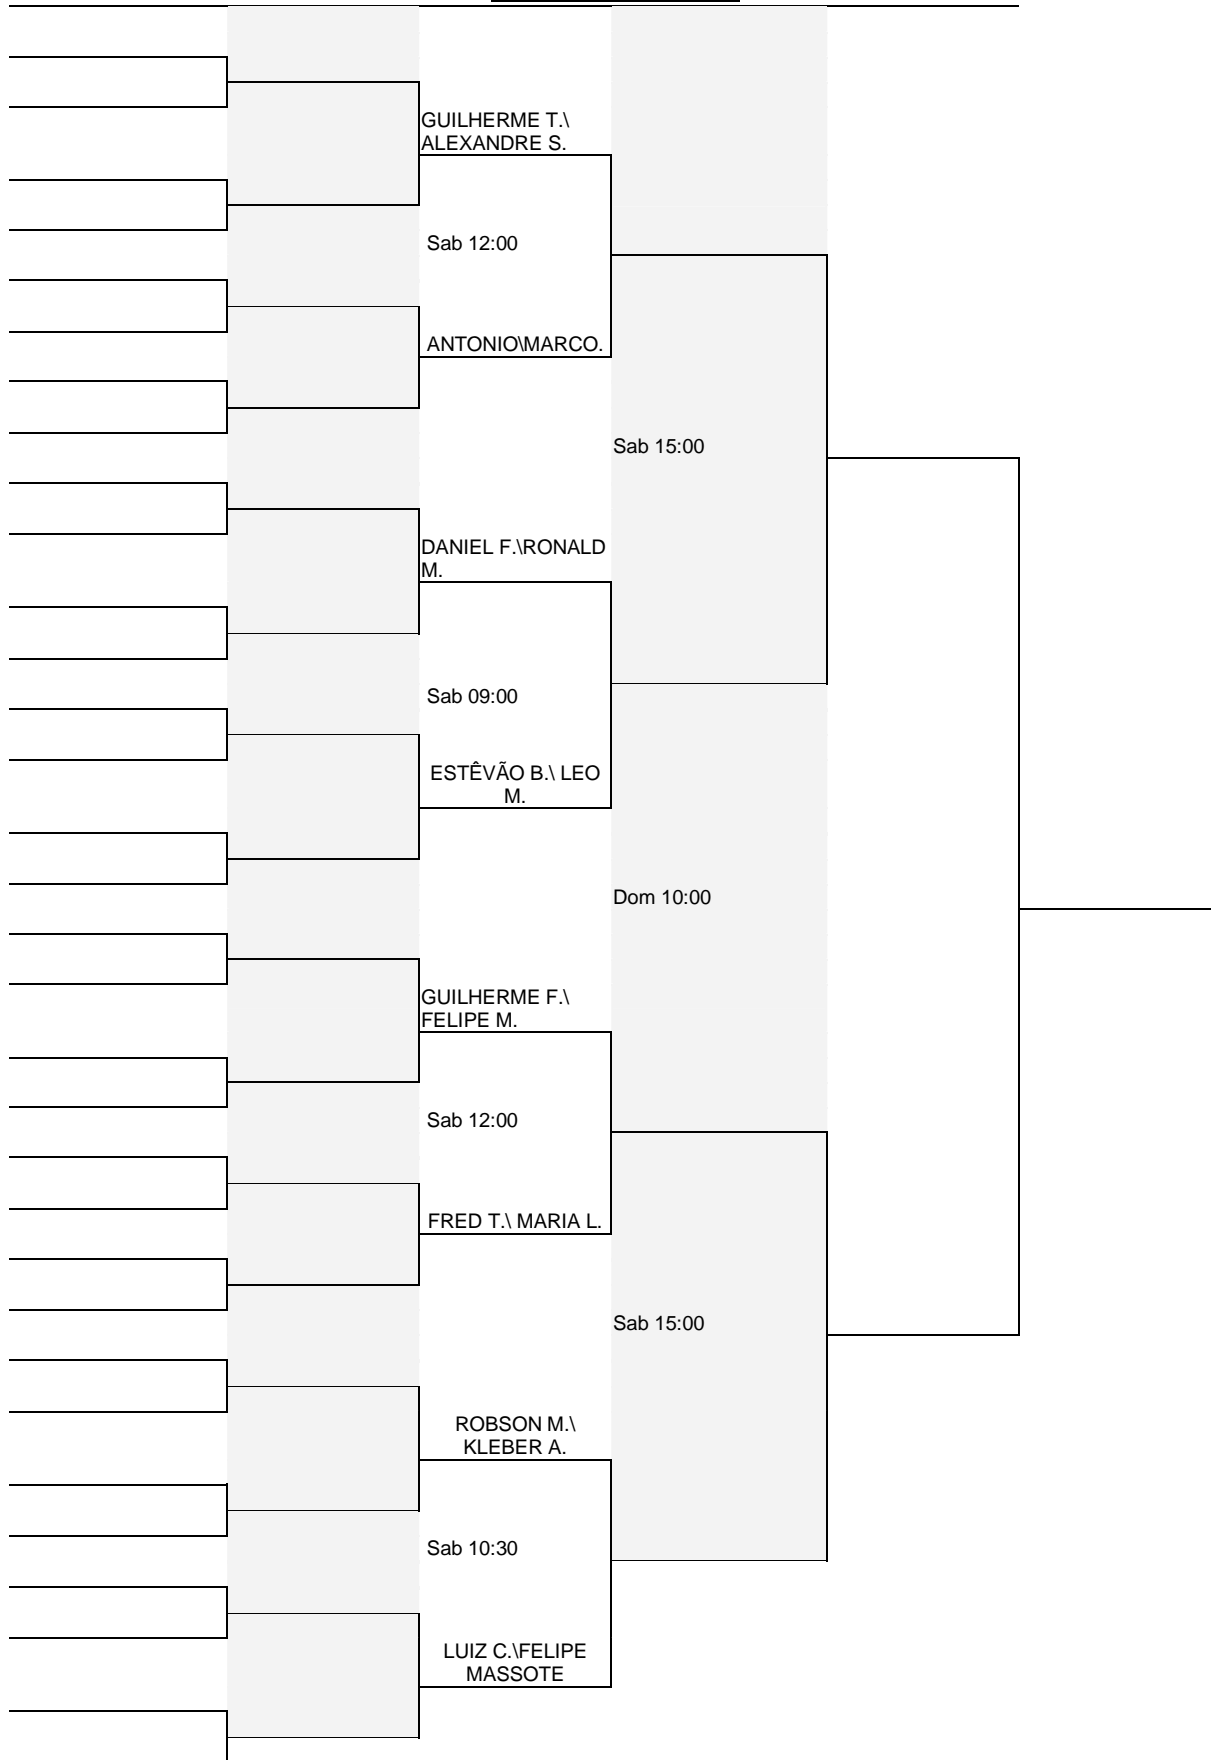 GUILHERME T.\
ALEXANDRE S.
Sab 12:00
ANTONIO\MARCO.
Sab 15:00
DANIEL F.\RONALD
M.
Sab 09:00
ESTÊVÃO B.\ LEO
M.
Dom 10:00
GUILHERME F.\
FELIPE M.
Sab 12:00
FRED T.\ MARIA L.
Sab 15:00
ROBSON M.\
KLEBER A.
Sab 10:30
LUIZ C.\FELIPE
MASSOTE